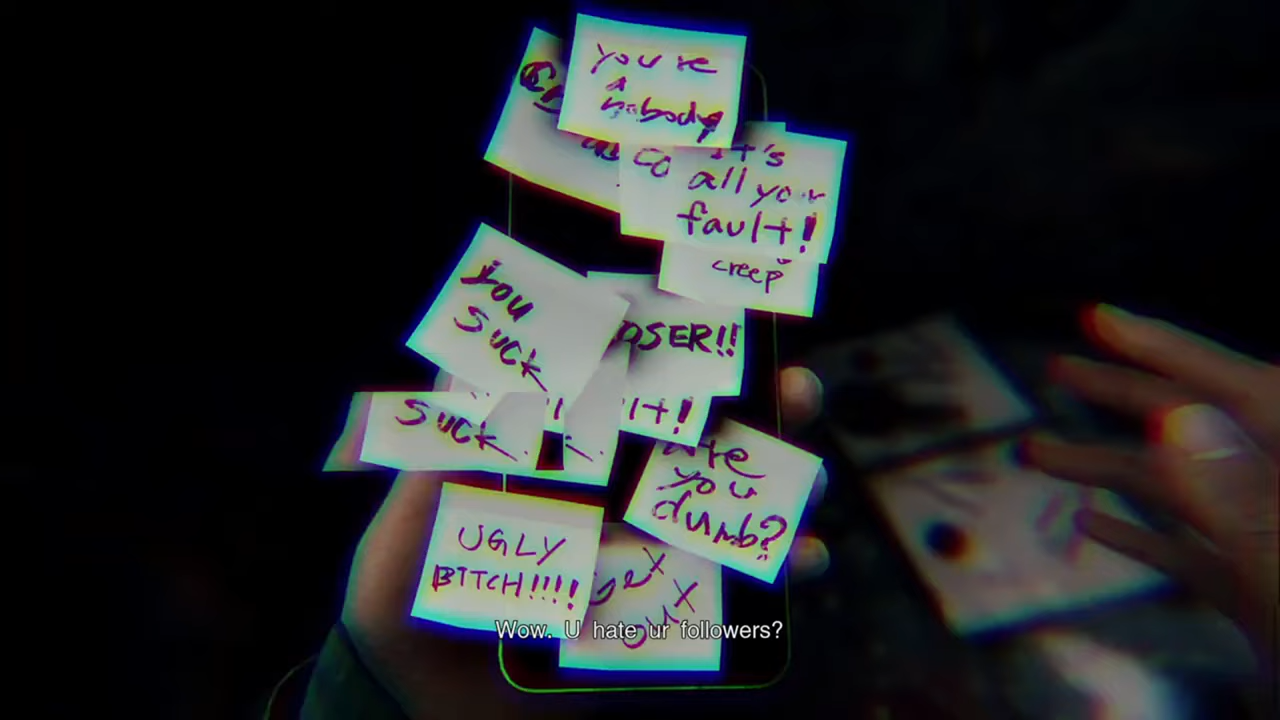 you're
a
nobody
It's
all your
fault!
creep
you
suck
OSER!!
lt!
suck.
are
you
dumb?
UGLY
BITCH!!!!
Wow. U hate ur followers?